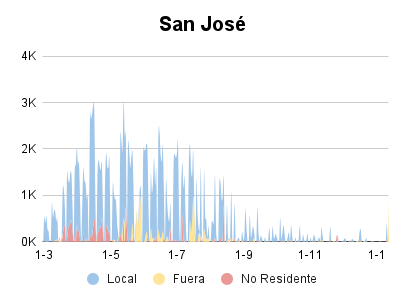 San José
4K
3K
2K
1K
0K
1-3 1-5 1-7 1-9 1-11 1-1
Local Fuera No Residente